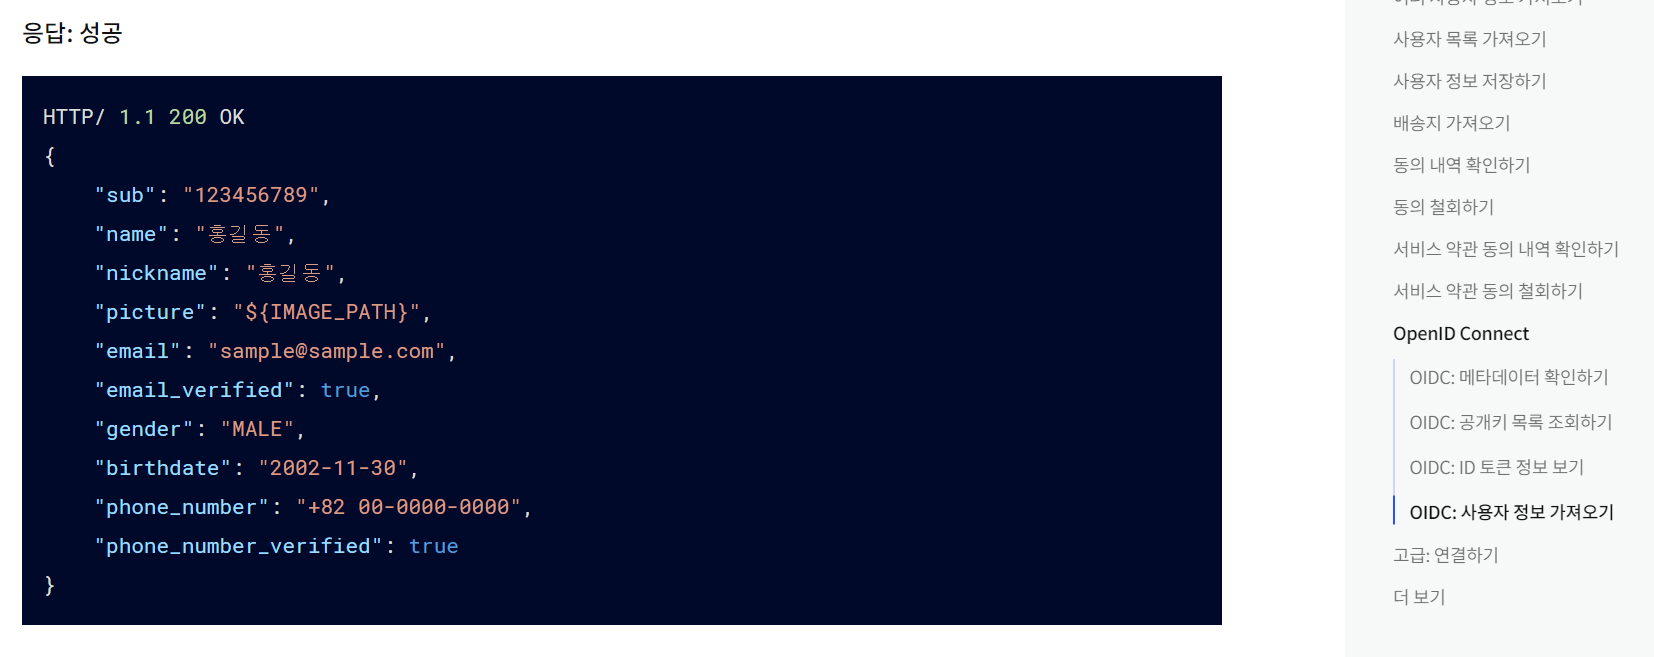 응답: 성공
HTTP/ 1.1 200 OK
{
    "sub": "123456789",
    "name": "홍길동",
    "nickname": "홍길동",
    "picture": "${IMAGE_PATH}",
    "email": "sample@sample.com",
    "email_verified": true,
    "gender": "MALE",
    "birthdate": "2002-11-30",
    "phone_number": "+82 00-0000-0000",
    "phone_number_verified": true
}
사용자 목록 가져오기
사용자 정보 저장하기
배송지 가져오기
동의 내역 확인하기
동의 철회하기
서비스 약관 동의 내역 확인하기
서비스 약관 동의 철회하기
OpenID Connect
OIDC: 메타데이터 확인하기
OIDC: 공개키 목록 조회하기
OIDC: ID 토큰 정보 보기
OIDC: 사용자 정보 가져오기
고급: 연결하기
더 보기